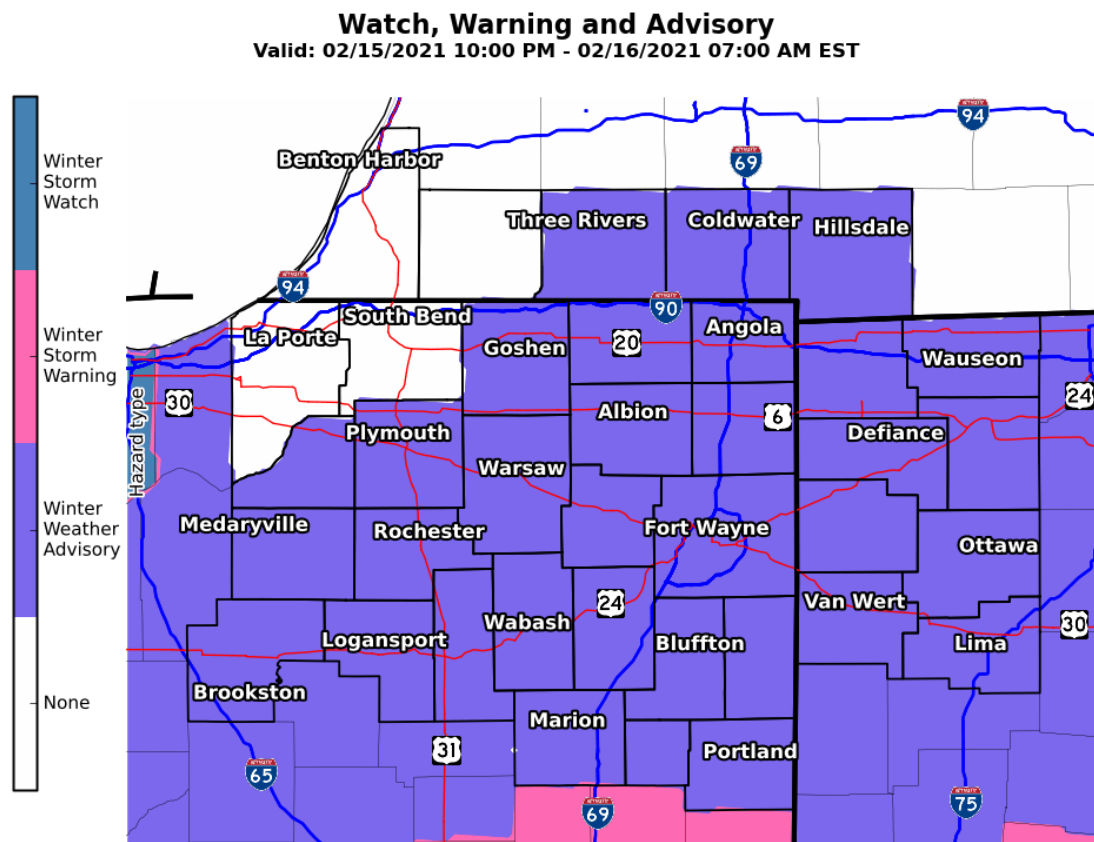 Watch, Warning and Advisory
Valid: 02/15/2021 10:00 PM - 02/16/2021 07:00 AM EST
Winter
Storm
Watch
Winter
Storm
Warning
Winter
Weather
Advisory
None
Hazard type
94
69
Benton Harbor
Three Rivers
Coldwater
Hillsdale
94
90
South Bend
La Porte
Goshen
20
Angola
Wauseon
30
24
Albion
6
Plymouth
Defiance
Warsaw
Medaryville
Rochester
Fort Wayne
Ottawa
24
Van Wert
Wabash
30
Logansport
Bluffton
Lima
Brookston
Marion
31
Portland
65
69
75